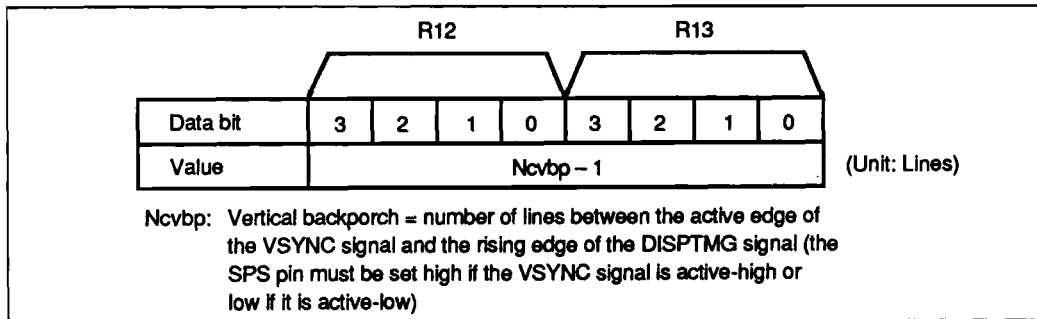 R12 R13
Data bit 3 2 1 0 3 2 1 0
Value Ncvbp – 1 (Unit: Lines)
Ncvbp: Vertical backporch = number of lines between the active edge of
the VSYNC signal and the rising edge of the DISPTMG signal (the
SPS pin must be set high if the VSYNC signal is active-high or
low if it is active-low)